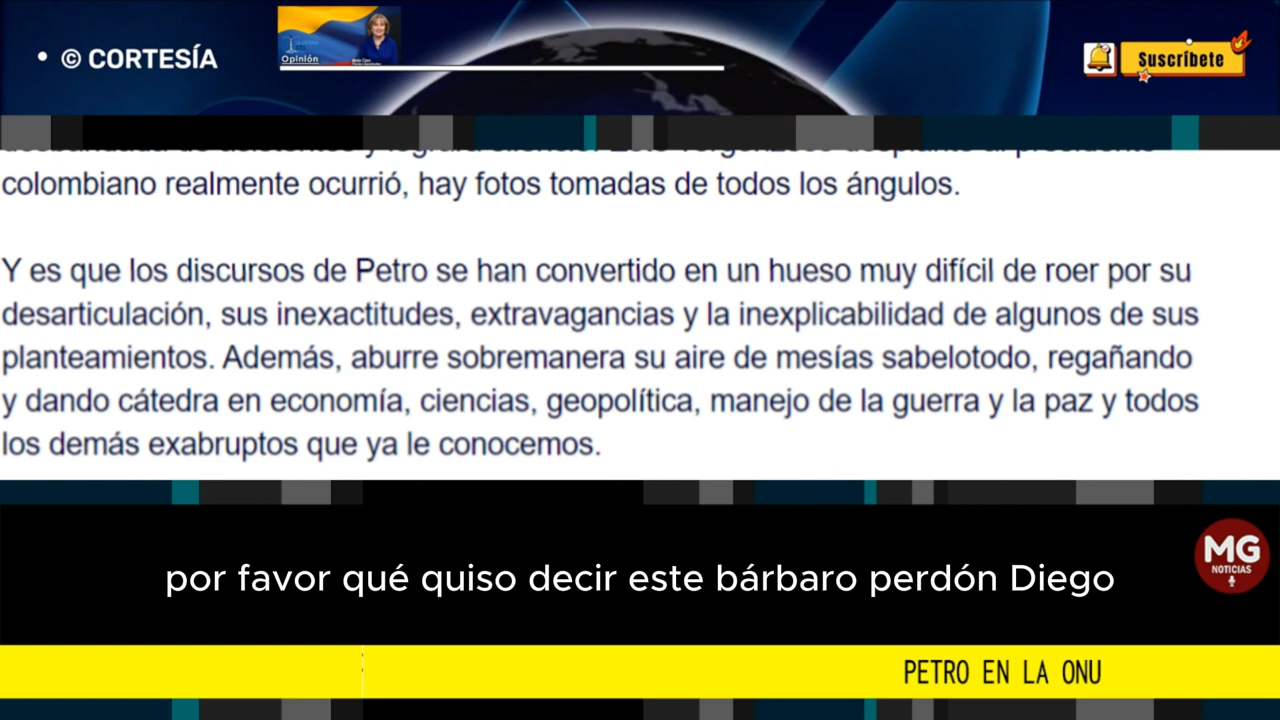 • © CORTESÍA
Opinión
Suscríbete
colombiano realmente ocurrió, hay fotos tomadas de todos los ángulos.
Y es que los discursos de Petro se han convertido en un hueso muy difícil de roer por su
desarticulación, sus inexactitudes, extravagancias y la inexplicabilidad de algunos de sus
planteamientos. Además, aburre sobremanera su aire de mesías sabelotodo, regañando
y dando cátedra en economía, ciencias, geopolítica, manejo de la guerra y la paz y todos
los demás exabruptos que ya le conocemos.
MG
NOTICIAS
por favor qué quiso decir este bárbaro perdón Diego
PETRO EN LA ONU